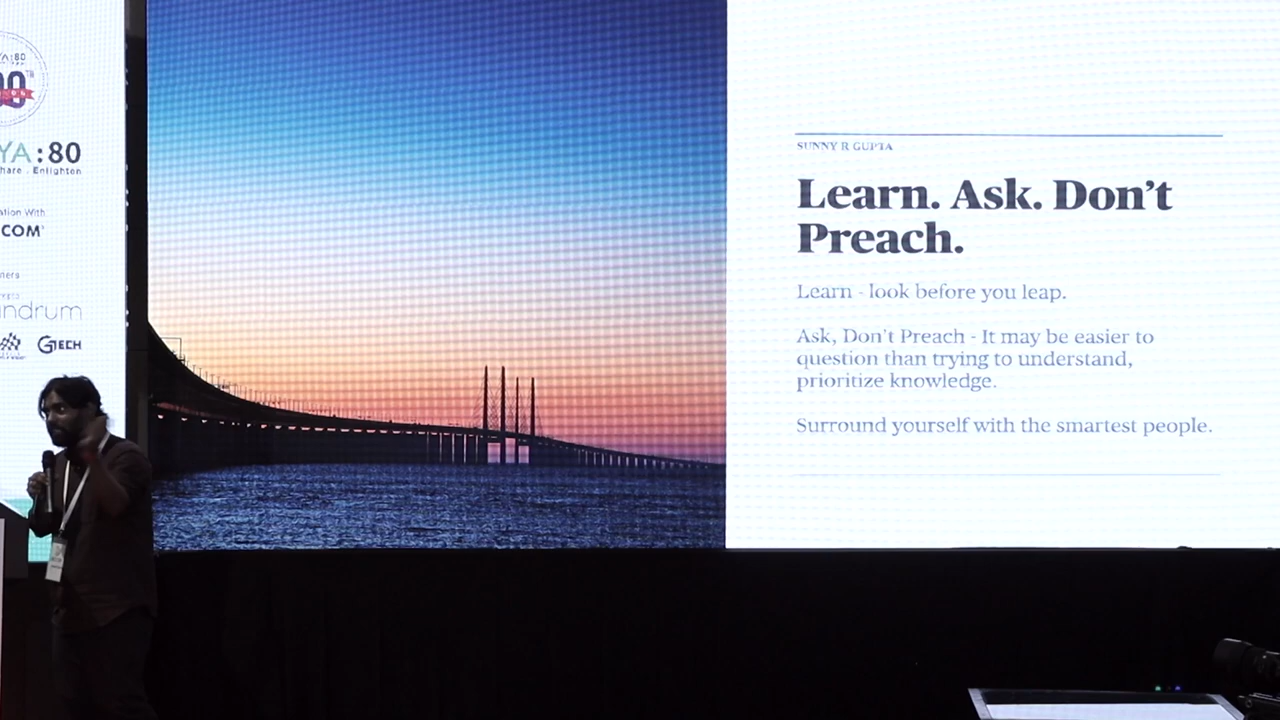 YA:80
YA :80
hare . Enlighten
ation With
COM
ners
ndrum
GTECH
SUNNY R GUPTA
Learn. Ask. Don't
Preach.
Learn - look before you leap.
Ask, Don't Preach - It may be easier to
question than trying to understand,
prioritize knowledge.
Surround yourself with the smartest people.